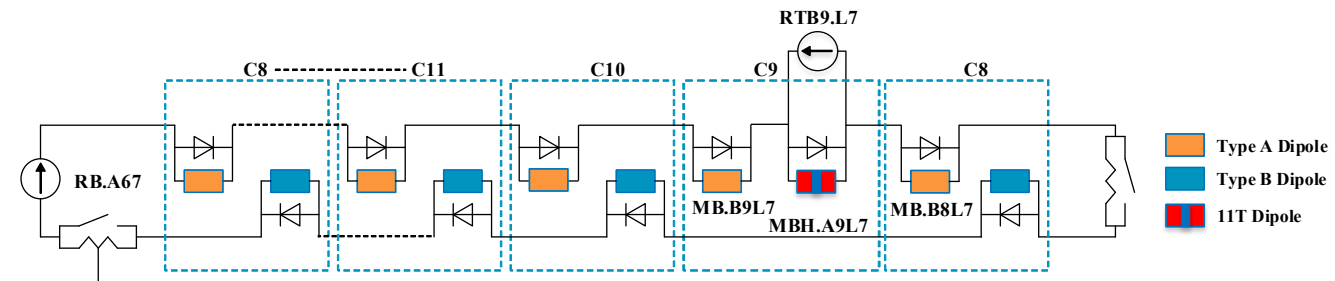 RTB9.L7
C8
C11
C10
C9
C8
RB.A67
MB.B9L7
MBH.A9L7
MB.B8L7
Type A Dipole
Type B Dipole
11T Dipole